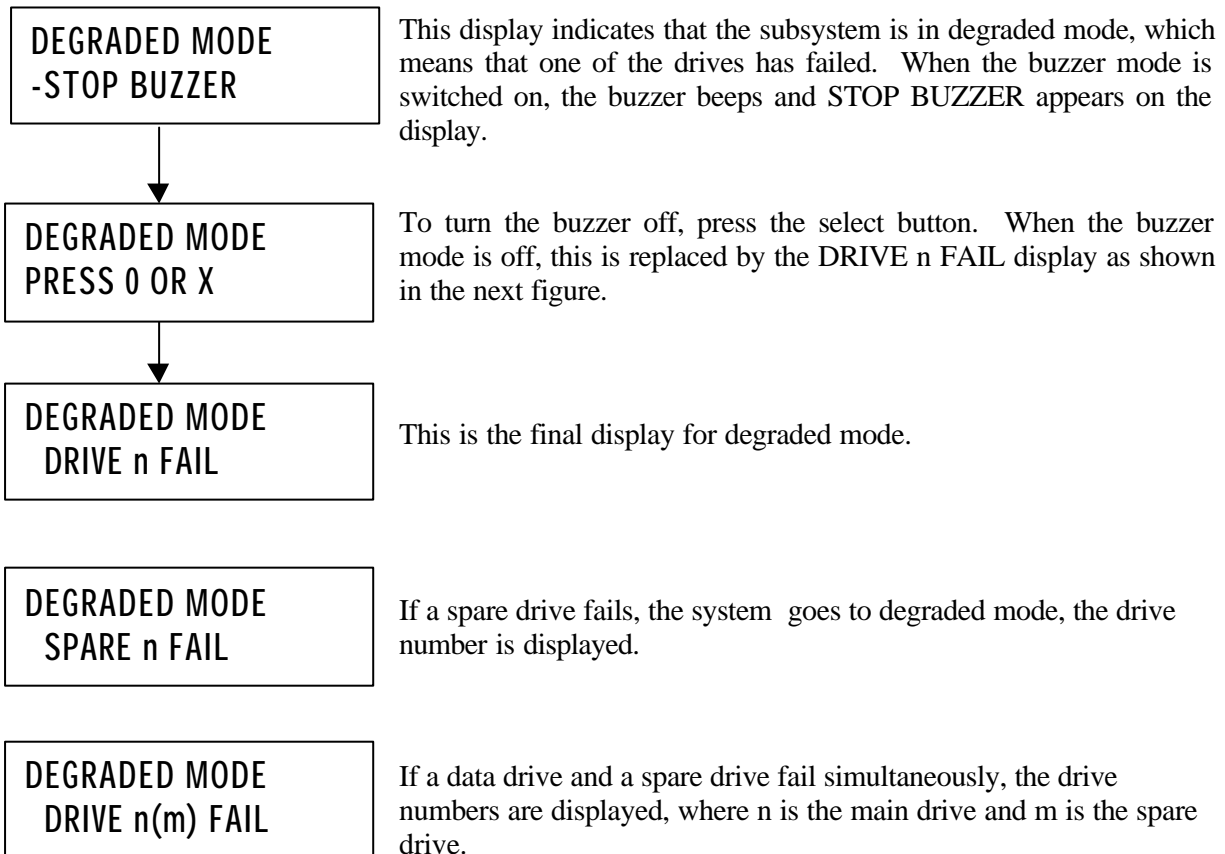 DEGRADED MODE
-STOP BUZZER
This display indicates that the subsystem is in degraded mode, which
means that one of the drives has failed. When the buzzer mode is
switched on, the buzzer beeps and STOP BUZZER appears on the
display.
DEGRADED MODE
PRESS 0 OR X
To turn the buzzer off, press the select button. When the buzzer
mode is off, this is replaced by the DRIVE n FAIL display as shown
in the next figure.
DEGRADED MODE
DRIVE n FAIL
This is the final display for degraded mode.
DEGRADED MODE
SPARE n FAIL
If a spare drive fails, the system goes to degraded mode, the drive
number is displayed.
DEGRADED MODE
DRIVE n(m) FAIL
If a data drive and a spare drive fail simultaneously, the drive
numbers are displayed, where n is the main drive and m is the spare
drive.